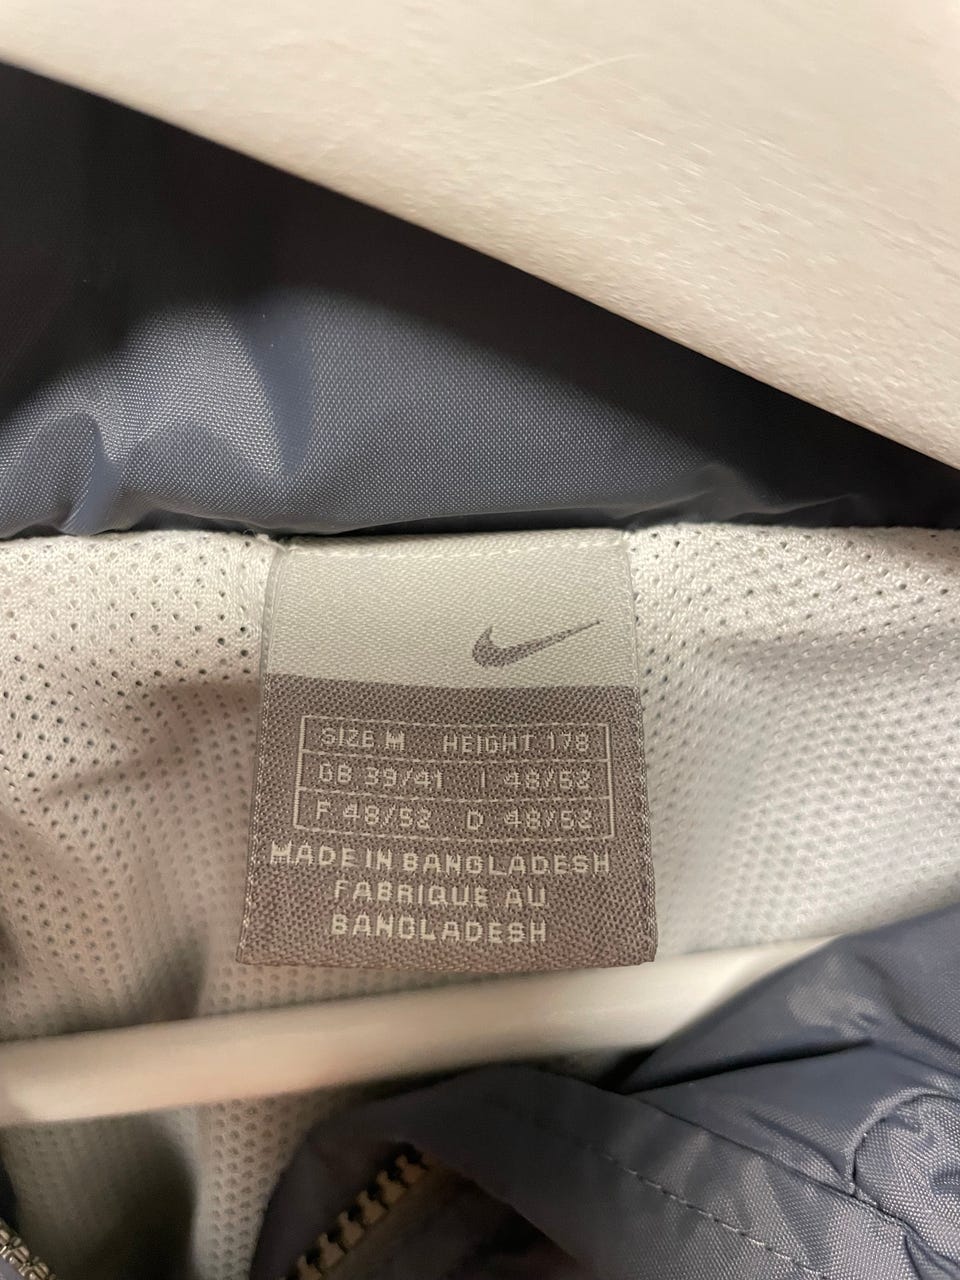 SIZE M HEIGHT 178
GB 39/41 I 48/52
F 48/52 D 48/52
MADE IN BANGLADESH
FABRIQUE AU
BANGLADESH